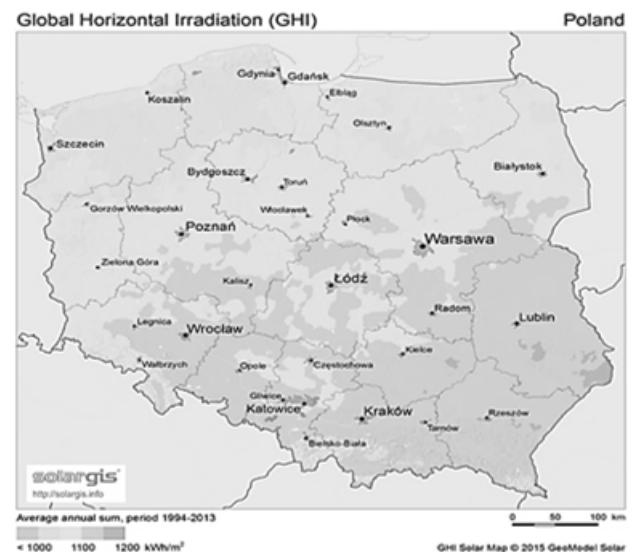 Global Horizontal Irradiation (GHI) Poland
Gdynia Gdańsk
Koszalin
Elbląg
Olsztyn
Szczecin
Bydgoszcz
Białystok
Toruń
Gorzów Wielkopolski
Włocławek
Płock
Poznań
Warsawa
Zielona Góra
Kalisz
Łódź
Radom
Lublin
Legnica
Wrocław
Kielce
Wałbrzych
Opole
Częstochowa
Gliwice
Katowice
Kraków
Rzeszów
Tarnów
Bielsko-Biała
solargis
http://solargis.info
Average annual sum, period 1994-2013
0 50 100 km
< 1000 1100 1200 kWh/m²
GHI Solar Map © 2015 GeoModel Solar